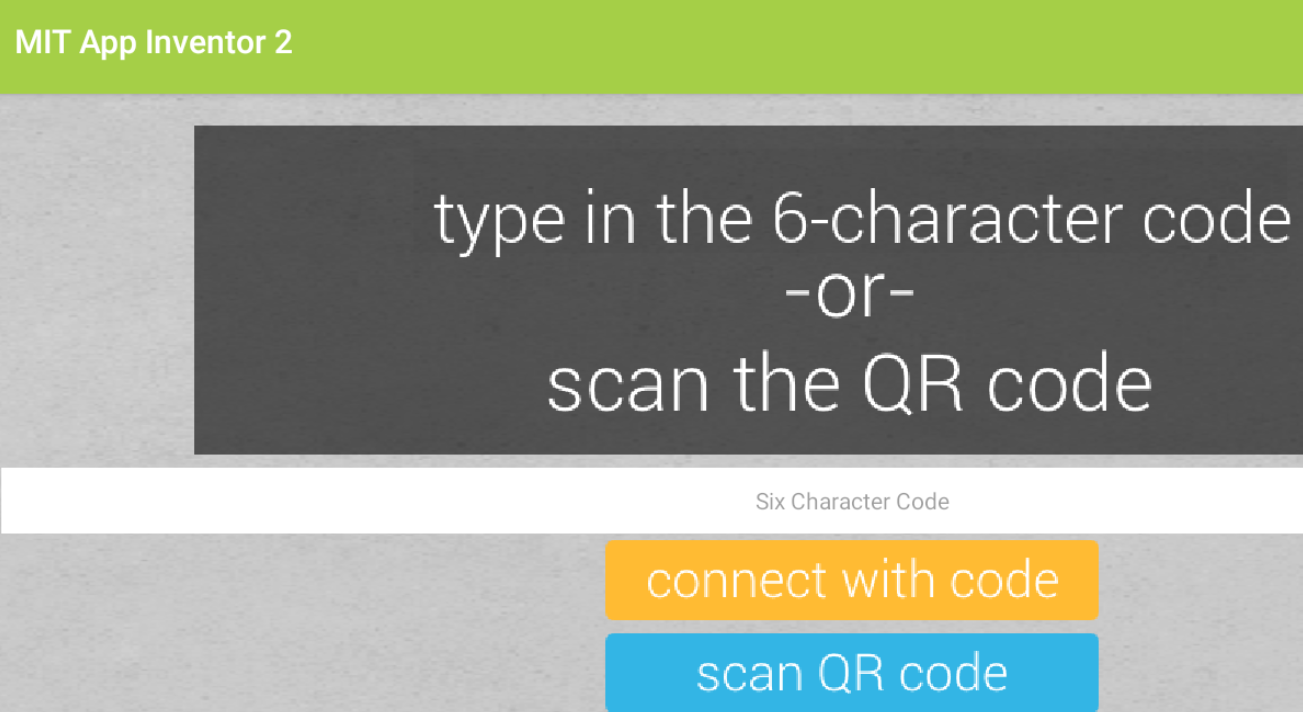 MIT App Inventor 2
type in the 6-character code
-or-
scan the QR code
Six Character Code
connect with code
scan QR code